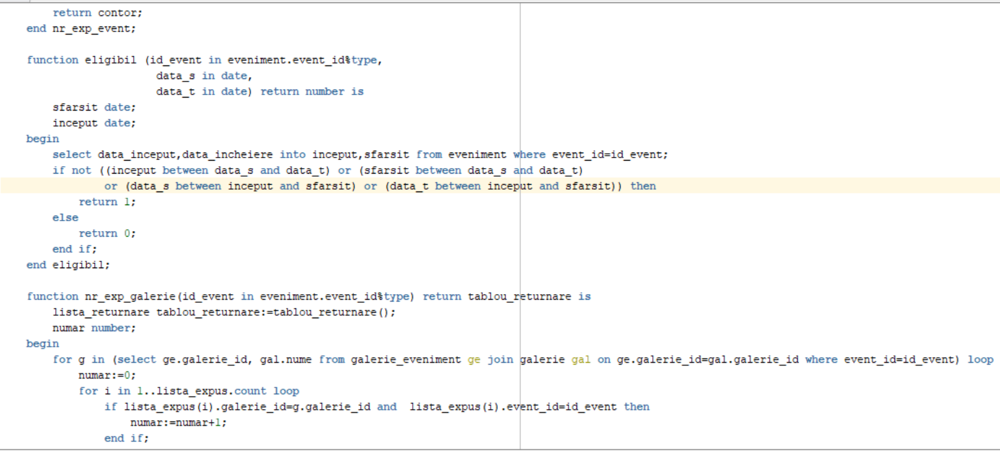 return contor;
end nr_exp_event;
function eligibil (id_event in eveniment.event_id%type,
data_s in date,
data_t in date) return number is
sfarsit date;
inceput date;
begin
select data_inceput,data_incheiere into inceput,sfarsit from eveniment where event_id=id_event;
if not ((inceput between data_s and data_t) or (sfarsit between data_s and data_t)
or (data_s between inceput and sfarsit) or (data_t between inceput and sfarsit)) then
return 1;
else
return 0;
end if;
end eligibil;
function nr_exp_galerie(id_event in eveniment.event_id%type) return tablou_returnare is
lista_returnare tablou_returnare:=tablou_returnare();
numar number;
begin
for g in (select ge.galerie_id, gal.nume from galerie_eveniment ge join galerie gal on ge.galerie_id=gal.galerie_id where event_id=id_event) loop
numar:=0;
for i in 1..lista_expus.count loop
if lista_expus(i).galerie_id=g.galerie_id and  lista_expus(i).event_id=id_event then
numar:=numar+1;
end if;